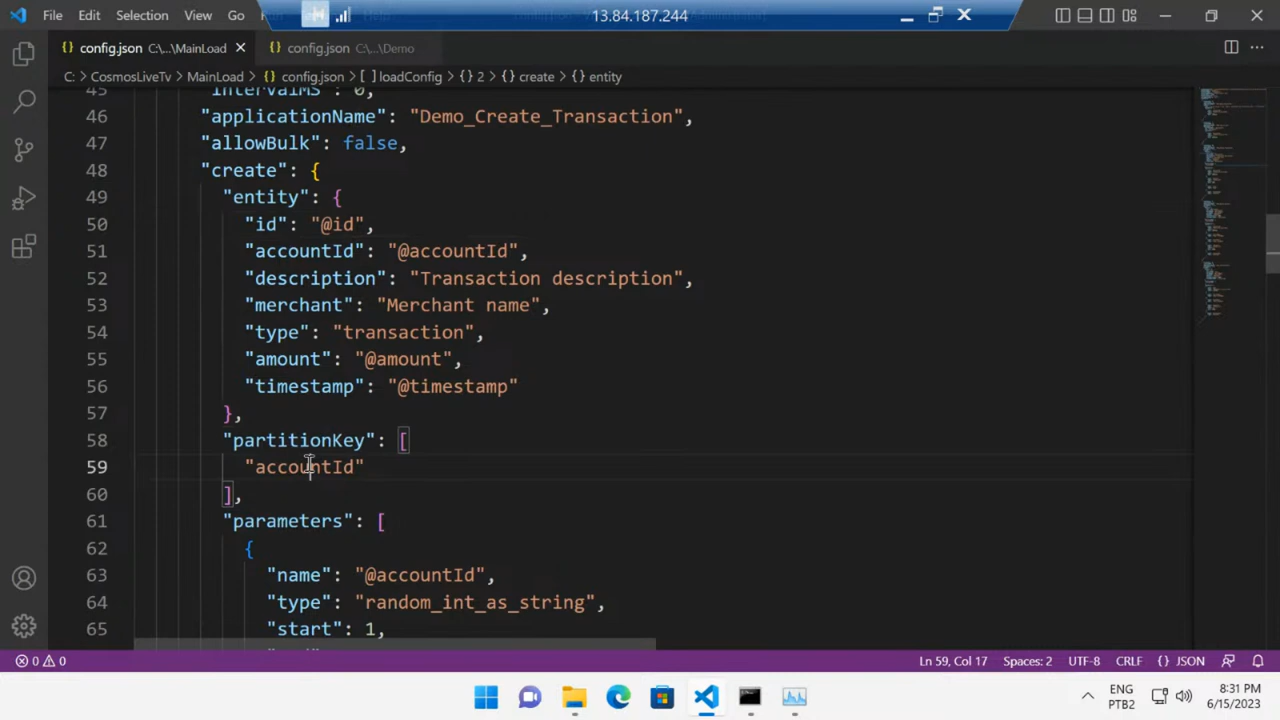 File Edit Selection View Go
13.84.187.244
config.json C:\...\MainLoad
config.json C:\...\Demo
C: > CosmosLiveTv > MainLoad > {} config.json > [ ] loadConfig > {} 2 > {} create > {} entity
45 "intervalMS": 0,
46 "applicationName": "Demo_Create_Transaction",
47 "allowBulk": false,
48 "create": {
49 "entity": {
50 "id": "@id",
51 "accountId": "@accountId",
52 "description": "Transaction description",
53 "merchant": "Merchant name",
54 "type": "transaction",
55 "amount": "@amount",
56 "timestamp": "@timestamp"
57 },
58 "partitionKey": [
59 "accountId"
60 ],
61 "parameters": [
62 {
63 "name": "@accountId",
64 "type": "random_int_as_string",
65 "start": 1,
0 0 Ln 59, Col 17 Spaces: 2 UTF-8 CRLF {} JSON
ENG 8:31 PM
PTB2 6/15/2023